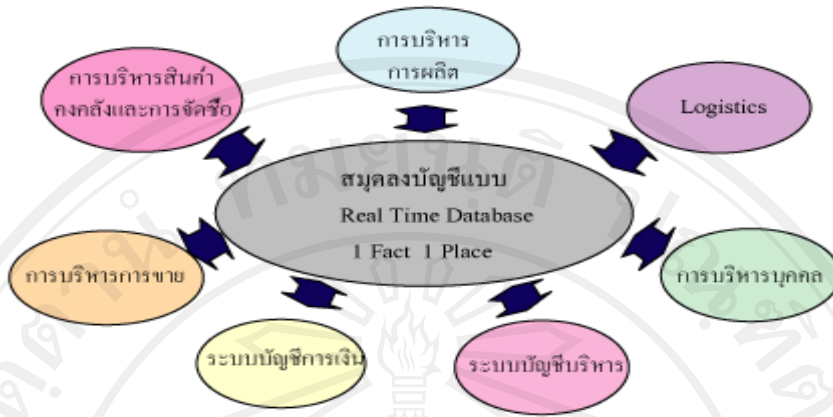 การบริหาร
การผลิต
การบริหารสินค้า
คงคลังและการจัดซื้อ
Logistics
สมุดลงบัญชีแบบ
Real Time Database
1 Fact 1 Place
การบริหารการขาย
การบริหารบุคคล
ระบบบัญชีการเงิน
ระบบบัญชีบริหาร